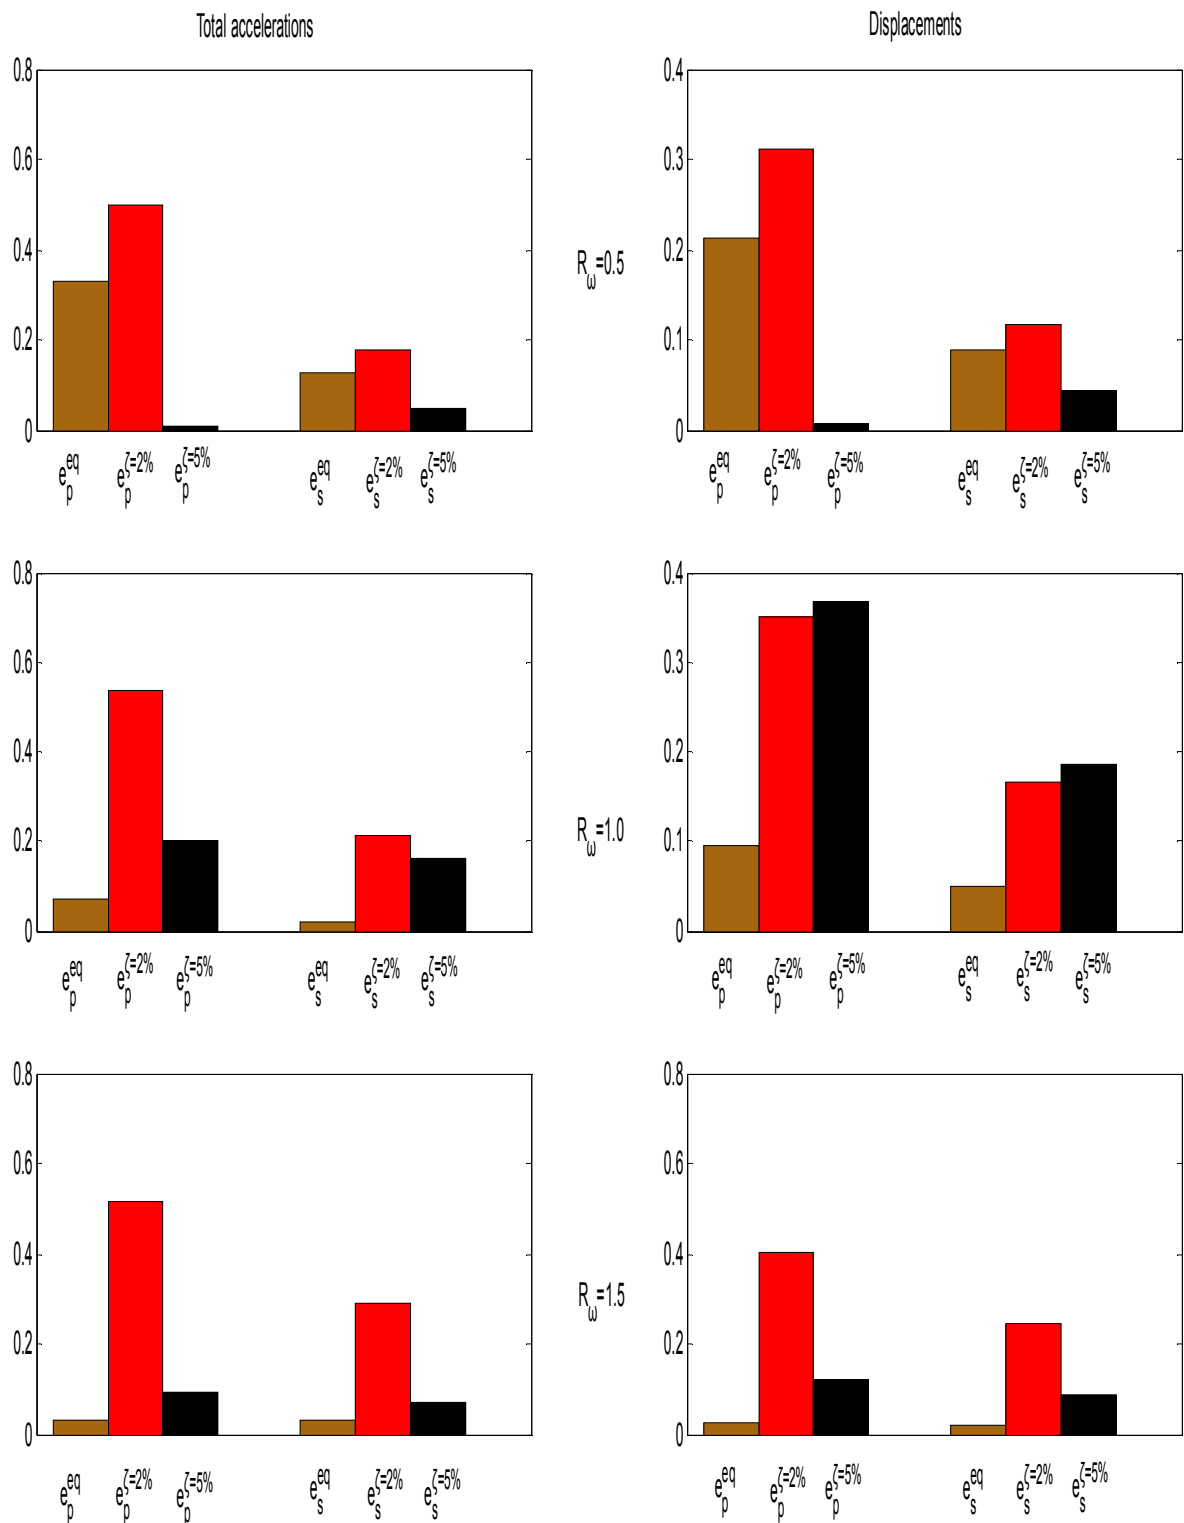 Total accelerations Displacements
0.8 0.4
0.6 0.3
0.4 0.2
R_ω=0.5
0.2 0.1
0 0
e_p^eq e_p^ζ=2% e_p^ζ=5% e_s^eq e_s^ζ=2% e_s^ζ=5% e_p^eq e_p^ζ=2% e_p^ζ=5% e_s^eq e_s^ζ=2% e_s^ζ=5%
0.8 0.4
0.6 0.3
0.4 0.2
R_ω=1.0
0.2 0.1
0 0
e_p^eq e_p^ζ=2% e_p^ζ=5% e_s^eq e_s^ζ=2% e_s^ζ=5% e_p^eq e_p^ζ=2% e_p^ζ=5% e_s^eq e_s^ζ=2% e_s^ζ=5%
0.8 0.8
0.6 0.6
0.4 0.4
R_ω=1.5
0.2 0.2
0 0
e_p^eq e_p^ζ=2% e_p^ζ=5% e_s^eq e_s^ζ=2% e_s^ζ=5% e_p^eq e_p^ζ=2% e_p^ζ=5% e_s^eq e_s^ζ=2% e_s^ζ=5%